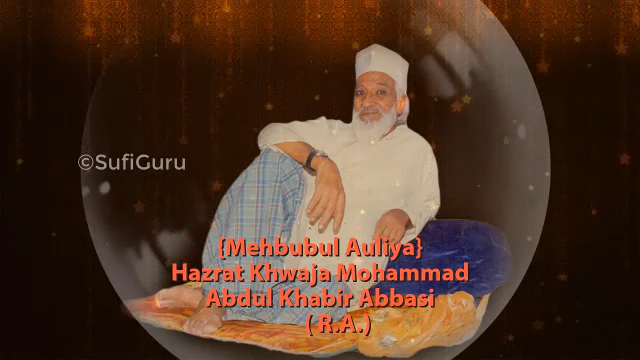 ©SufiGuru
{Mehbubul Auliya}
Hazrat Khwaja Mohammad
Abdul Khabir Abbasi
( R.A.)